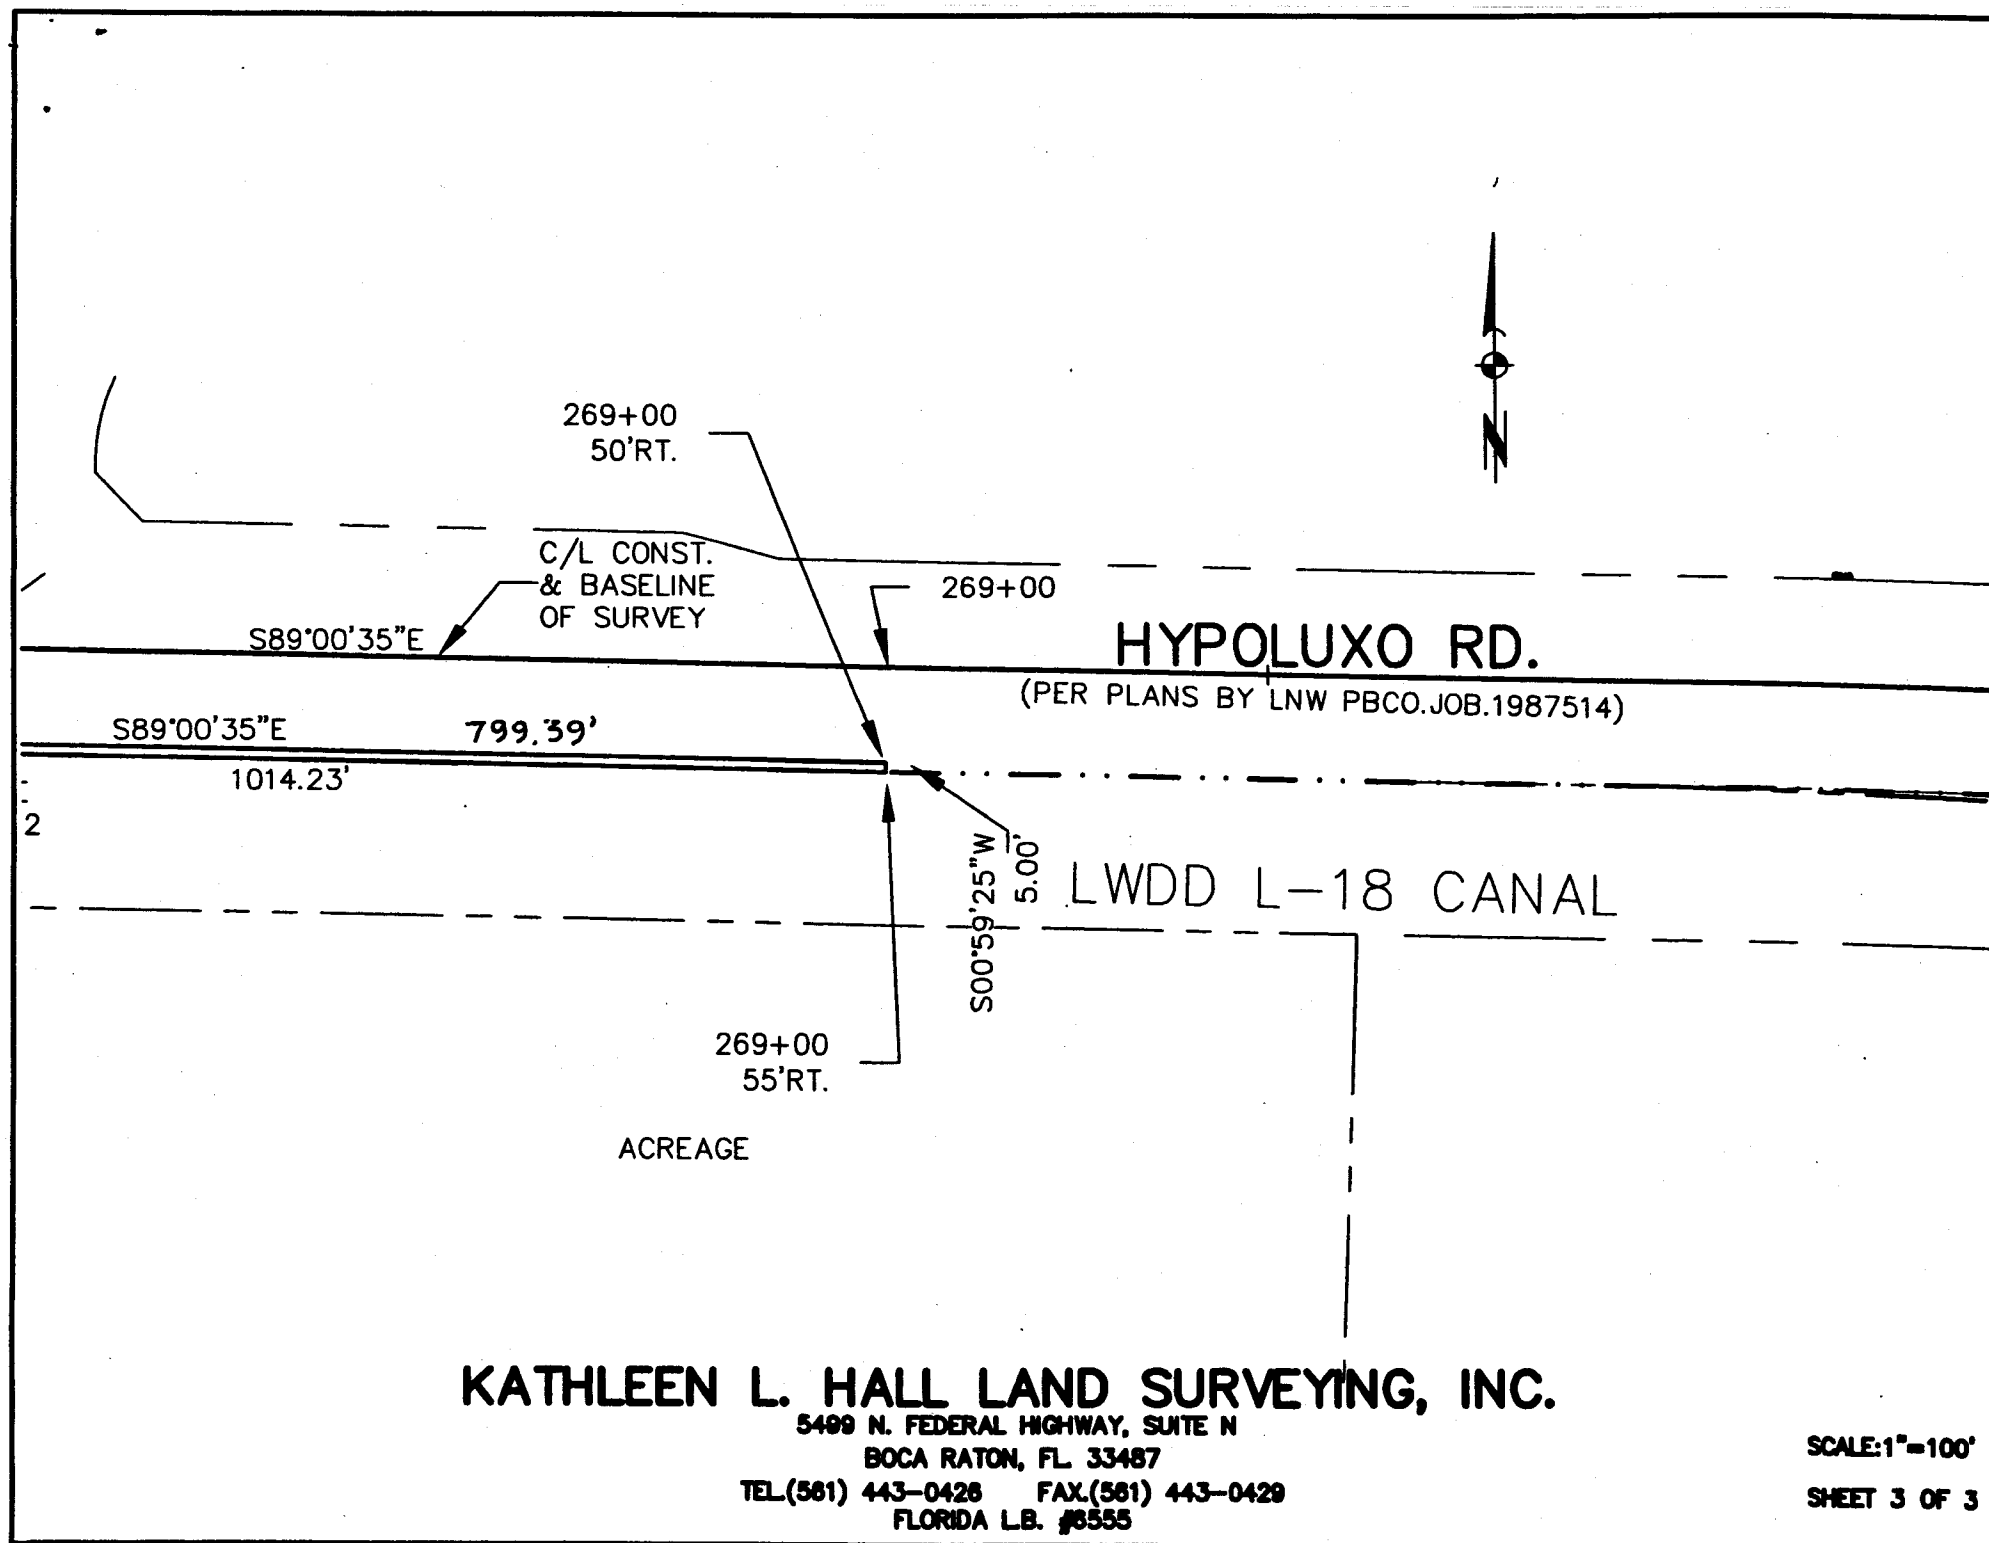 269+00
50'RT.
C/L CONST.
& BASELINE
OF SURVEY
269+00
S89°00'35"E
HYPOLUXO RD.
(PER PLANS BY LNW PBCO.JOB.1987514)
S89°00'35"E 799.39'
1014.23'
2
S00°59'25"W
5.00'
LWDD L-18 CANAL
269+00
55'RT.
ACREAGE
N
KATHLEEN L. HALL LAND SURVEYING, INC.
5499 N. FEDERAL HIGHWAY, SUITE N
BOCA RATON, FL 33487
TEL.(561) 443-0426 FAX.(561) 443-0429
FLORIDA L.B. #6555
SCALE:1"=100'
SHEET 3 OF 3